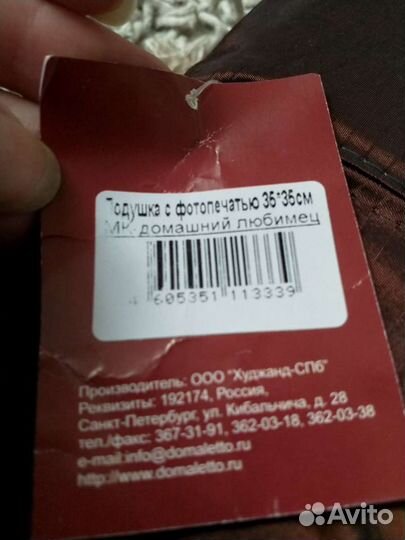 Подушка с фотопечатью 35*35см
МК домашний любимец
4 605351 113339
Производитель: ООО "Худжанд-СПб"
Реквизиты: 192174, Россия,
Санкт-Петербург, ул. Кибальчича, д. 28
тел./факс: 367-31-91, 362-03-18, 362-03-38
e-mail:info@domaletto.ru
http://www.domaletto.ru
Avito